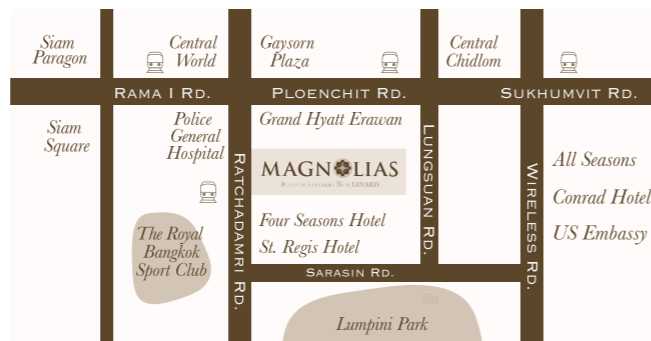 Siam
Paragon
Central
World
Gaysorn
Plaza
Central
Chidlom
RAMA I RD.
PLOENCHIT RD.
SUKHUMVIT RD.
Siam
Square
Police
General
Hospital
Grand Hyatt Erawan
MAGNOLIAS
RATCHADAMRI BOULEVARD
RATCHADAMRI RD.
LUNGSUAN RD.
WIRELESS RD.
All Seasons
Conrad Hotel
US Embassy
The Royal
Bangkok
Sport Club
Four Seasons Hotel
St. Regis Hotel
SARASIN RD.
Lumpini Park